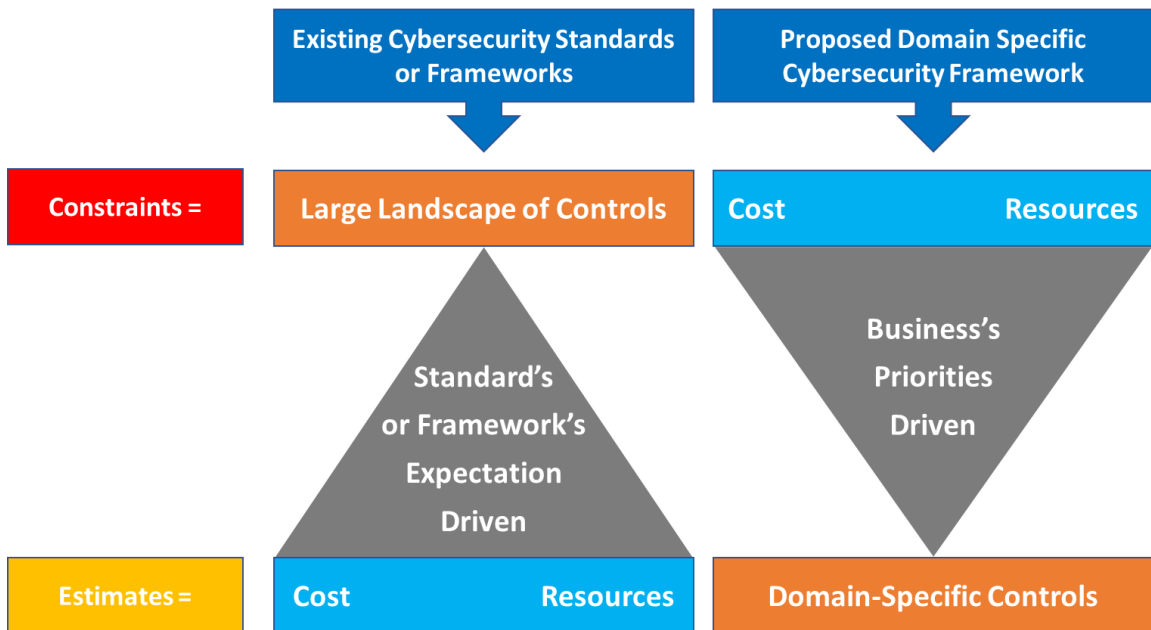 Existing Cybersecurity Standards
or Frameworks
Proposed Domain Specific
Cybersecurity Framework
Constraints =
Large Landscape of Controls
Cost Resources
Standard's
or Framework's
Expectation
Driven
Business's
Priorities
Driven
Estimates =
Cost Resources
Domain-Specific Controls